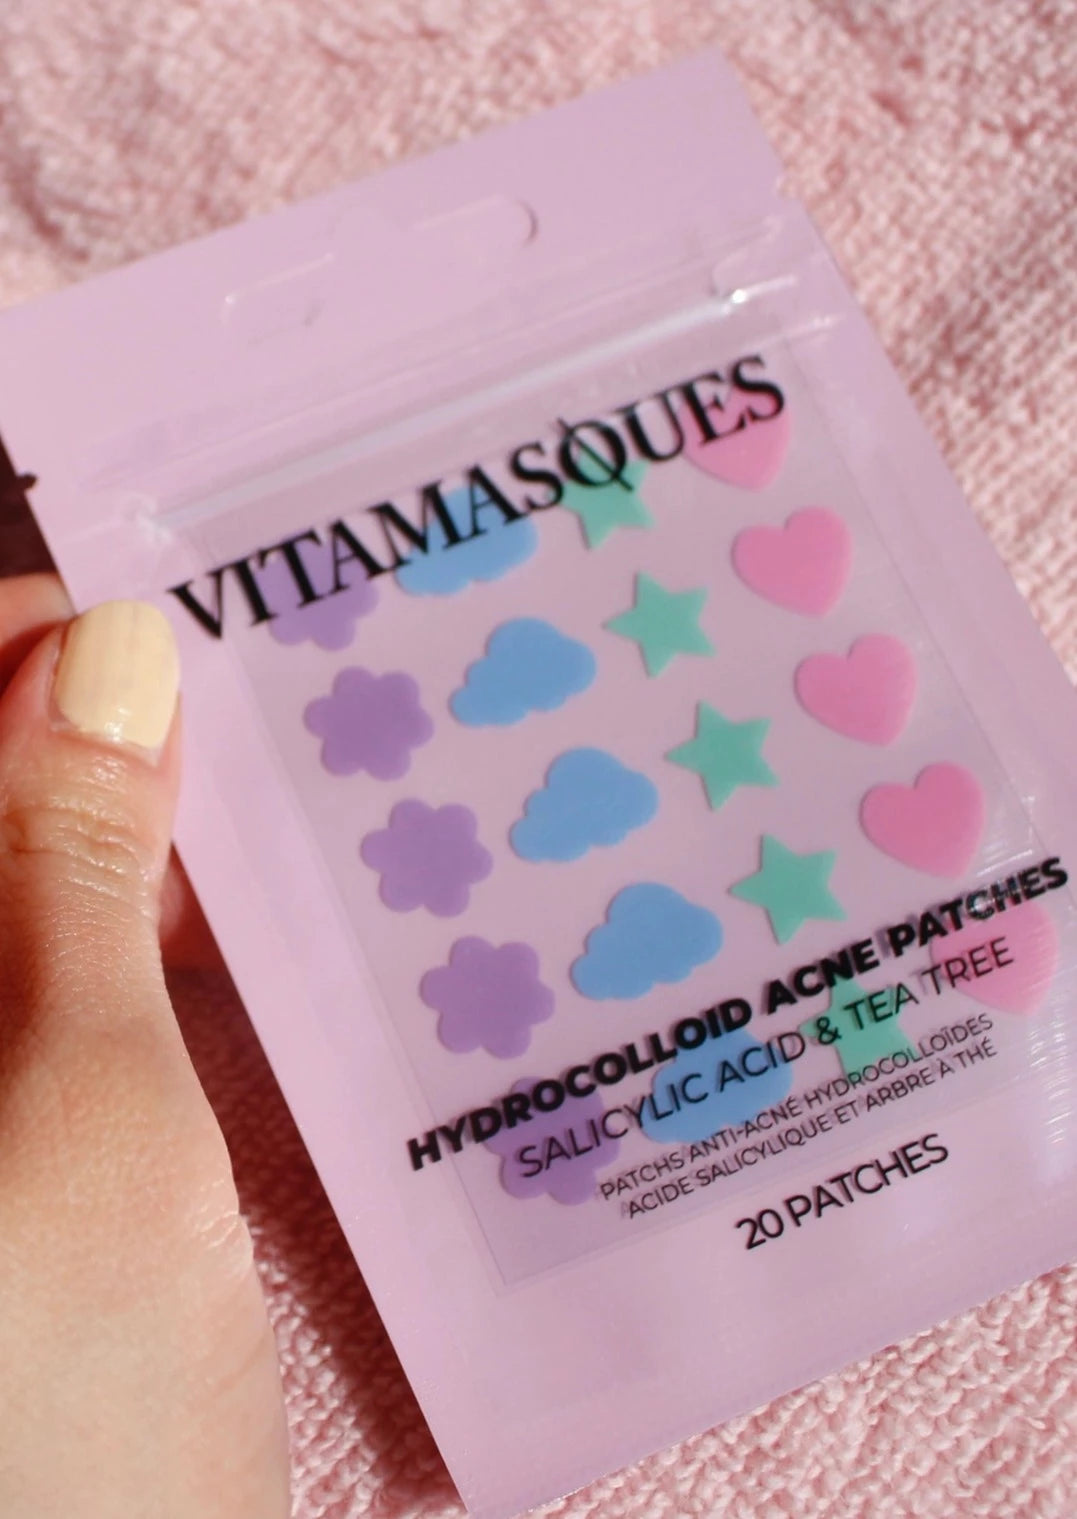 VITAMASQUES
HYDROCOLLOID ACNE PATCHES
SALICYLIC ACID & TEA TREE
PATCHS ANTI-ACNÉ HYDROCOLLOÏDES
ACIDE SALICYLIQUE ET ARBRE À THÉ
20 PATCHES